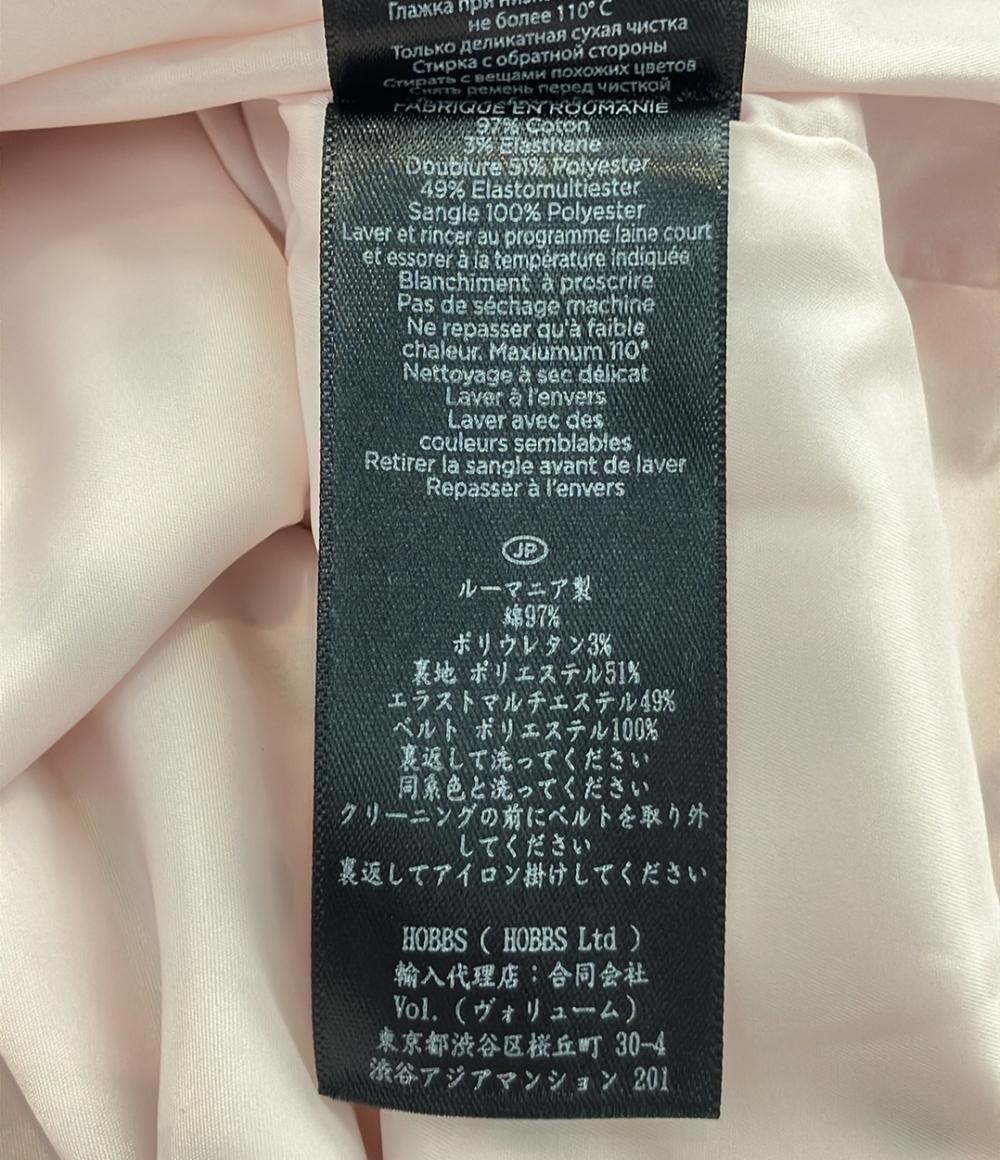 Глажка при низк
не более 110° C
Только деликатная сухая чистка
Стирка с обратной стороны
Стирать с вещами похожих цветов
Снять ремень перед чисткой
FABRIQUE EN ROUMANIE
97% Coton
3% Elasthane
Doublure 51% Polyester
49% Elastomultiester
Sangle 100% Polyester
Laver et rincer au programme laine court
et essorer à la température indiquée
Blanchiment à proscrire
Pas de séchage machine
Ne repasser qu'à faible
chaleur. Maxiumum 110°
Nettoyage à sec délicat
Laver à l'envers
Laver avec des
couleurs semblables
Retirer la sangle avant de laver
Repasser à l'envers
JP
ルーマニア製
綿97%
ポリウレタン3%
裏地 ポリエステル51%
エラストマルチエステル49%
ベルト ポリエステル100%
裏返して洗ってください
同系色と洗ってください
クリーニングの前にベルトを取り外
してください
裏返してアイロン掛けしてください
HOBBS ( HOBBS Ltd )
輸入代理店：合同会社
Vol. (ヴォリューム)
東京都渋谷区桜丘町 30-4
渋谷アジアマンション 201